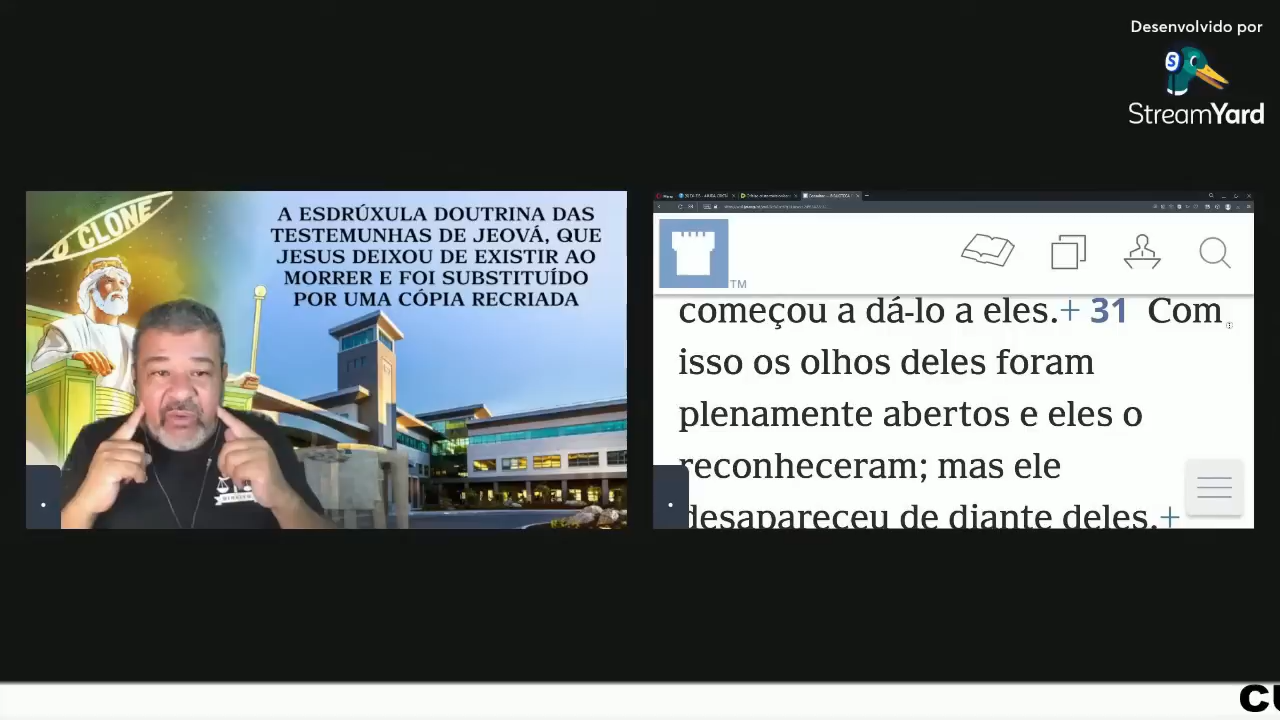 Desenvolvido por
StreamYard
O CLONE
A ESDRÚXULA DOUTRINA DAS
TESTEMUNHAS DE JEOVÁ, QUE
JESUS DEIXOU DE EXISTIR AO
MORRER E FOI SUBSTITUÍDO
POR UMA CÓPIA RECRIADA
TM
começou a dá-lo a eles.+ 31 Com
isso os olhos deles foram
plenamente abertos e eles o
reconheceram; mas ele
desapareceu de diante deles.+